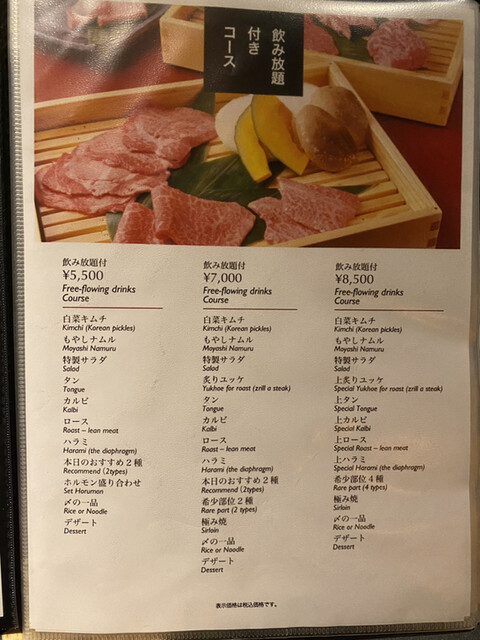 飲み放題
付き
コース
飲み放題付
¥5,500
Free-flowing drinks
Course
白菜キムチ
Kimchi (Korean pickles)
もやしナムル
Moyashi Namuru
特製サラダ
Salad
タン
Tongue
カルビ
Kalbi
ロース
Roast – lean meat
ハラミ
Harami (the diaphragm)
本日のおすすめ2種
Recommend (2types)
ホルモン盛り合わせ
Set Horumon
〆の一品
Rice or Noodle
デザート
Dessert
飲み放題付
¥7,000
Free-flowing drinks
Course
白菜キムチ
Kimchi (Korean pickles)
もやしナムル
Moyashi Namuru
特製サラダ
Salad
炙りユッケ
Yukhoe for roast (zrill a steak)
タン
Tongue
カルビ
Kalbi
ロース
Roast – lean meat
ハラミ
Harami (the diaphragm)
本日のおすすめ2種
Recommend (2types)
希少部位2種
Rare part (2 types)
極み焼
Sirloin
〆の一品
Rice or Noodle
デザート
Dessert
飲み放題付
¥8,500
Free-flowing drinks
Course
白菜キムチ
Kimchi (Korean pickles)
もやしナムル
Moyashi Namuru
特製サラダ
Salad
上炙りユッケ
Special Yukhoe for roast (zrill a steak)
上タン
Special Tongue
上カルビ
Special Kalbi
上ロース
Special Roast – lean meat
上ハラミ
Special Harami (the diaphragm)
希少部位4種
Rare part (4 types)
極み焼
Sirloin
〆の一品
Rice or Noodle
デザート
Dessert
表示価格は税込価格です。